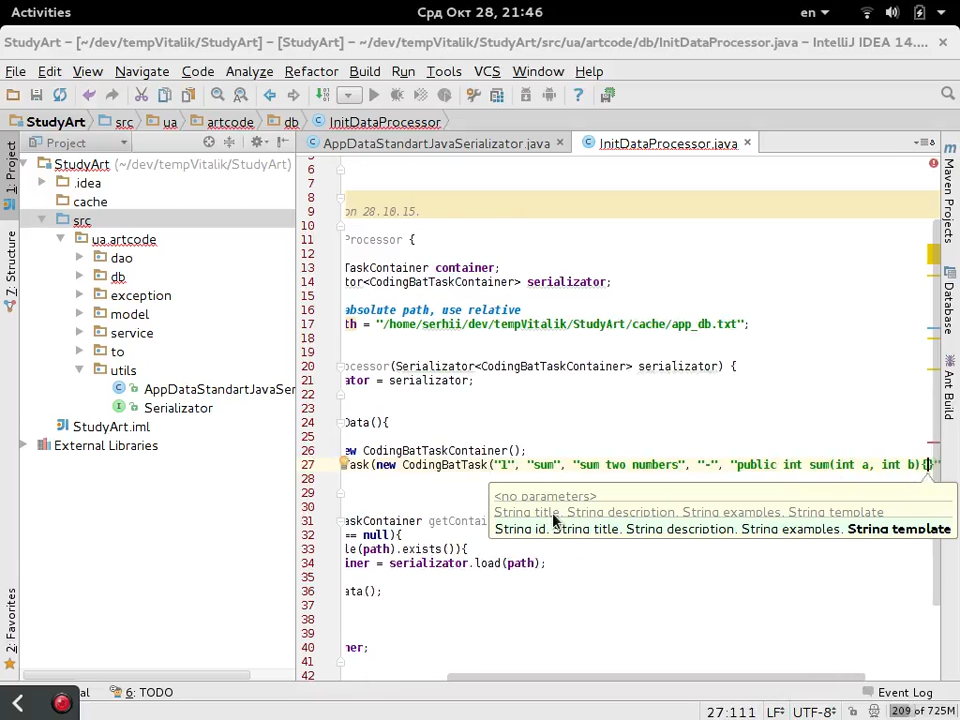 Activities
Срд Окт 28, 21:46
en
StudyArt – [~/dev/tempVitalik/StudyArt] – [StudyArt] – ~/dev/tempVitalik/StudyArt/src/ua/artcode/db/InitDataProcessor.java – IntelliJ IDEA 14....
File Edit View Navigate Code Analyze Refactor Build Run Tools VCS Window Help
StudyArt src ua artcode db InitDataProcessor
Project
AppDataStandartJavaSerializator.java
InitDataProcessor.java
1: Project
7: Structure
2: Favorites
Maven Projects
Database
Ant Build
StudyArt (~/dev/tempVitalik/StudyArt)
.idea
cache
src
ua.artcode
dao
db
exception
model
service
to
utils
AppDataStandartJavaSer
Serializator
StudyArt.iml
External Libraries
6
7
8
9 on 28.10.15.
10
11 Processor {
12
13 TaskContainer container;
14 tor<CodingBatTaskContainer> serializator;
15
16 absolute path, use relative
17 th = "/home/serhii/dev/tempVitalik/StudyArt/cache/app_db.txt";
18
19
20 ocessor(Serializator<CodingBatTaskContainer> serializator) {
21 ator = serializator;
22
23
24 Data(){
25
26 ew CodingBatTaskContainer();
27 Task(new CodingBatTask("1", "sum", "sum two numbers", "-", "public int sum(int a, int b){}"
28
29
30
31 askContainer getContai
32 == null){
33 le(path).exists()){
34 iner = serializator.load(path);
35
36 ata();
37
38
39
40 ner;
41
42
<no parameters>
String title, String description, String examples, String template
String id, String title, String description, String examples, String template
al
6: TODO
Event Log
27:111 LF UTF-8 209 of 725M